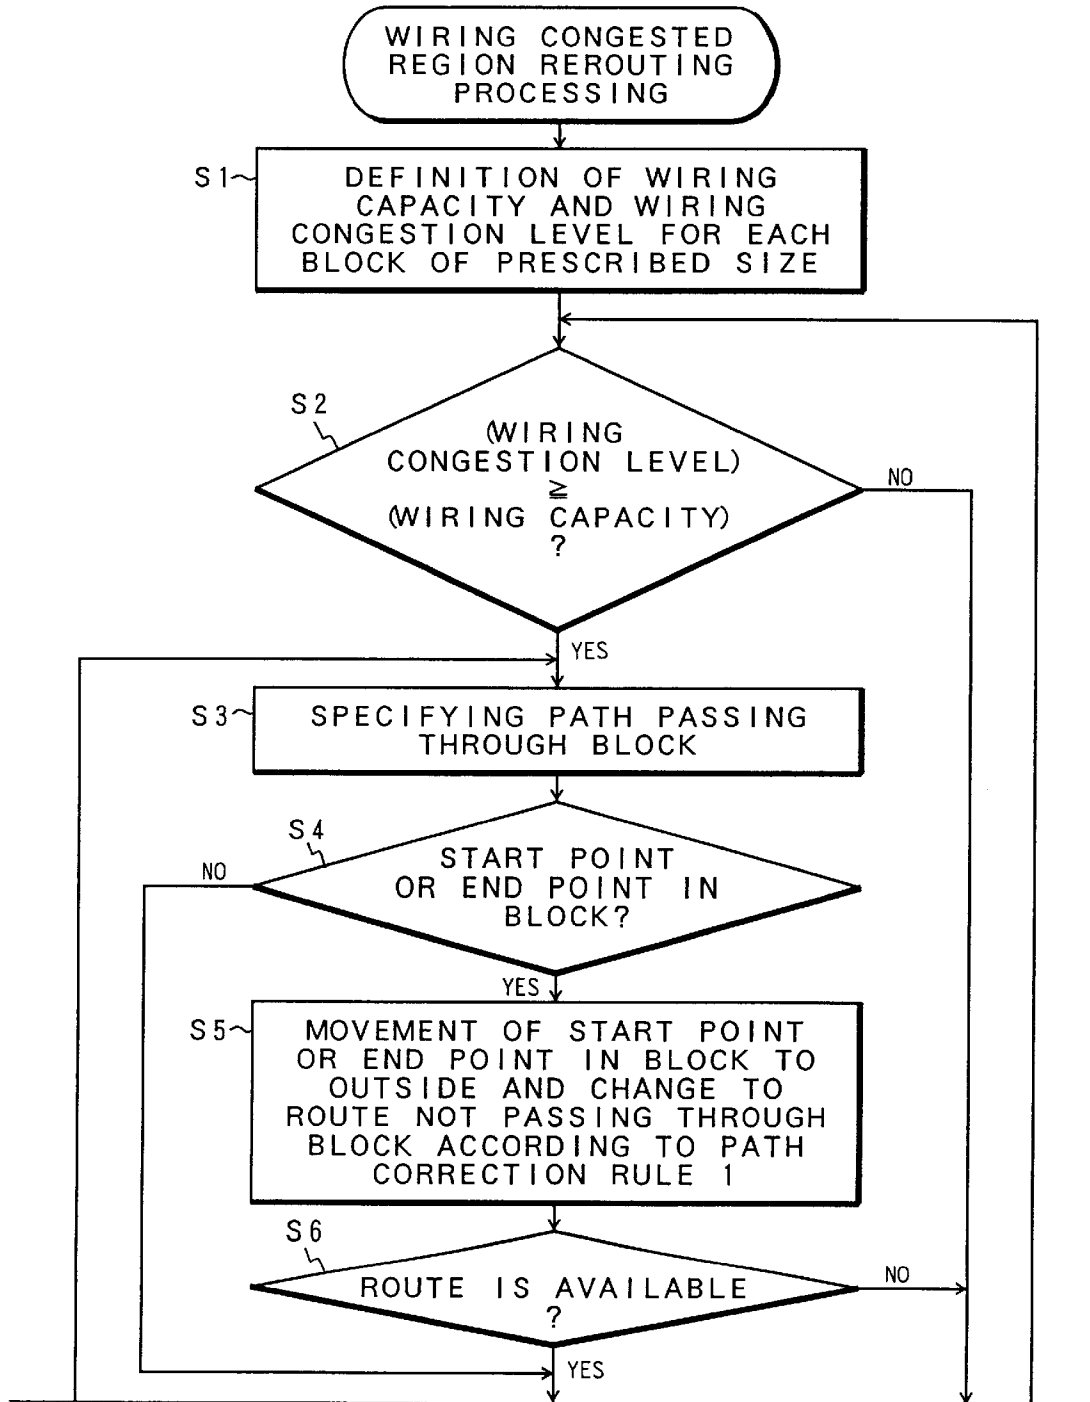 WIRING CONGESTED
REGION REROUTING
PROCESSING
S1
DEFINITION OF WIRING
CAPACITY AND WIRING
CONGESTION LEVEL FOR EACH
BLOCK OF PRESCRIBED SIZE
S2
(WIRING
CONGESTION LEVEL)
≧
(WIRING CAPACITY)
?
NO
YES
S3
SPECIFYING PATH PASSING
THROUGH BLOCK
S4
NO
START POINT
OR END POINT IN
BLOCK?
YES
S5
MOVEMENT OF START POINT
OR END POINT IN BLOCK TO
OUTSIDE AND CHANGE TO
ROUTE NOT PASSING THROUGH
BLOCK ACCORDING TO PATH
CORRECTION RULE 1
S6
ROUTE IS AVAILABLE
?
NO
YES